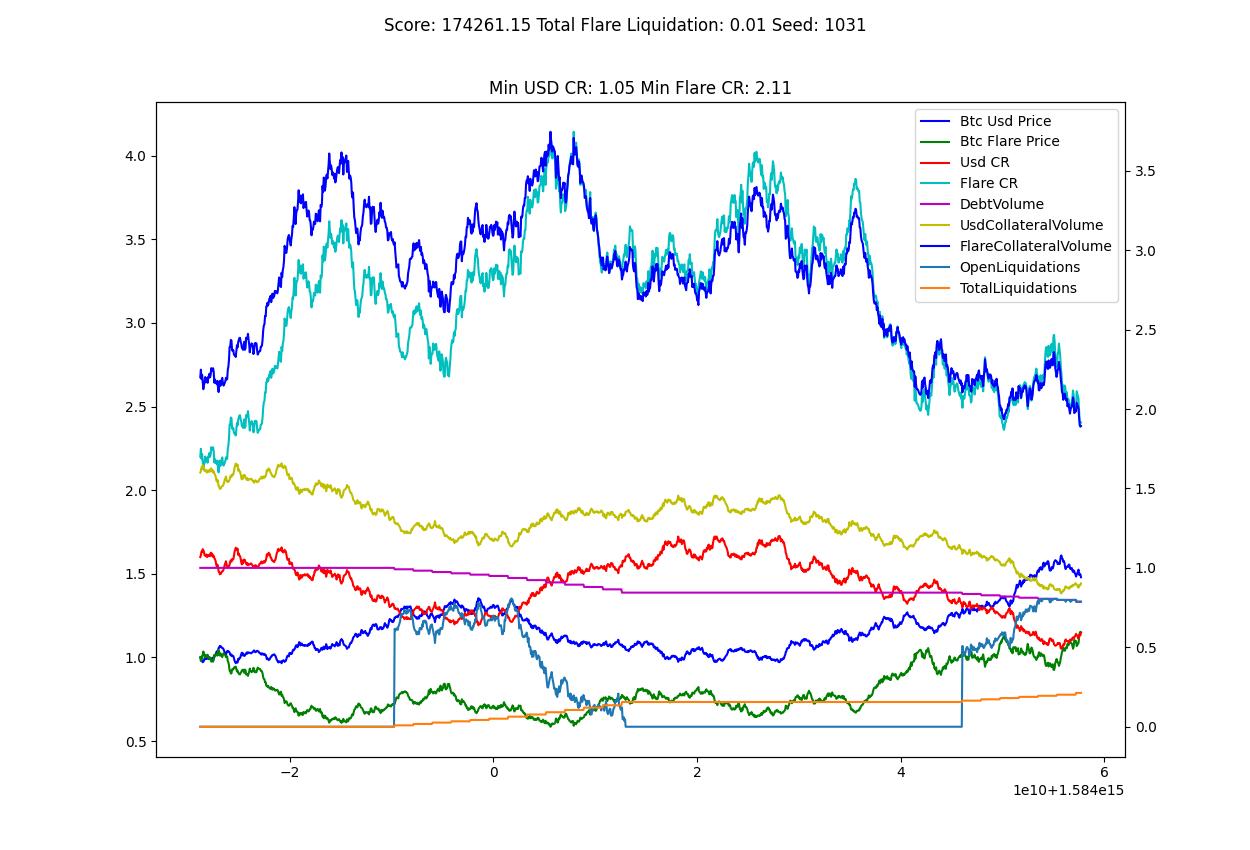 Score: 174261.15 Total Flare Liquidation: 0.01 Seed: 1031
Min USD CR: 1.05 Min Flare CR: 2.11
Btc Usd Price
Btc Flare Price
Usd CR
Flare CR
DebtVolume
UsdCollateralVolume
FlareCollateralVolume
OpenLiquidations
TotalLiquidations
4.0
3.5
3.0
2.5
2.0
1.5
1.0
0.5
3.5
3.0
2.5
2.0
1.5
1.0
0.5
0.0
−2
0
2
4
6
1e10+1.584e15